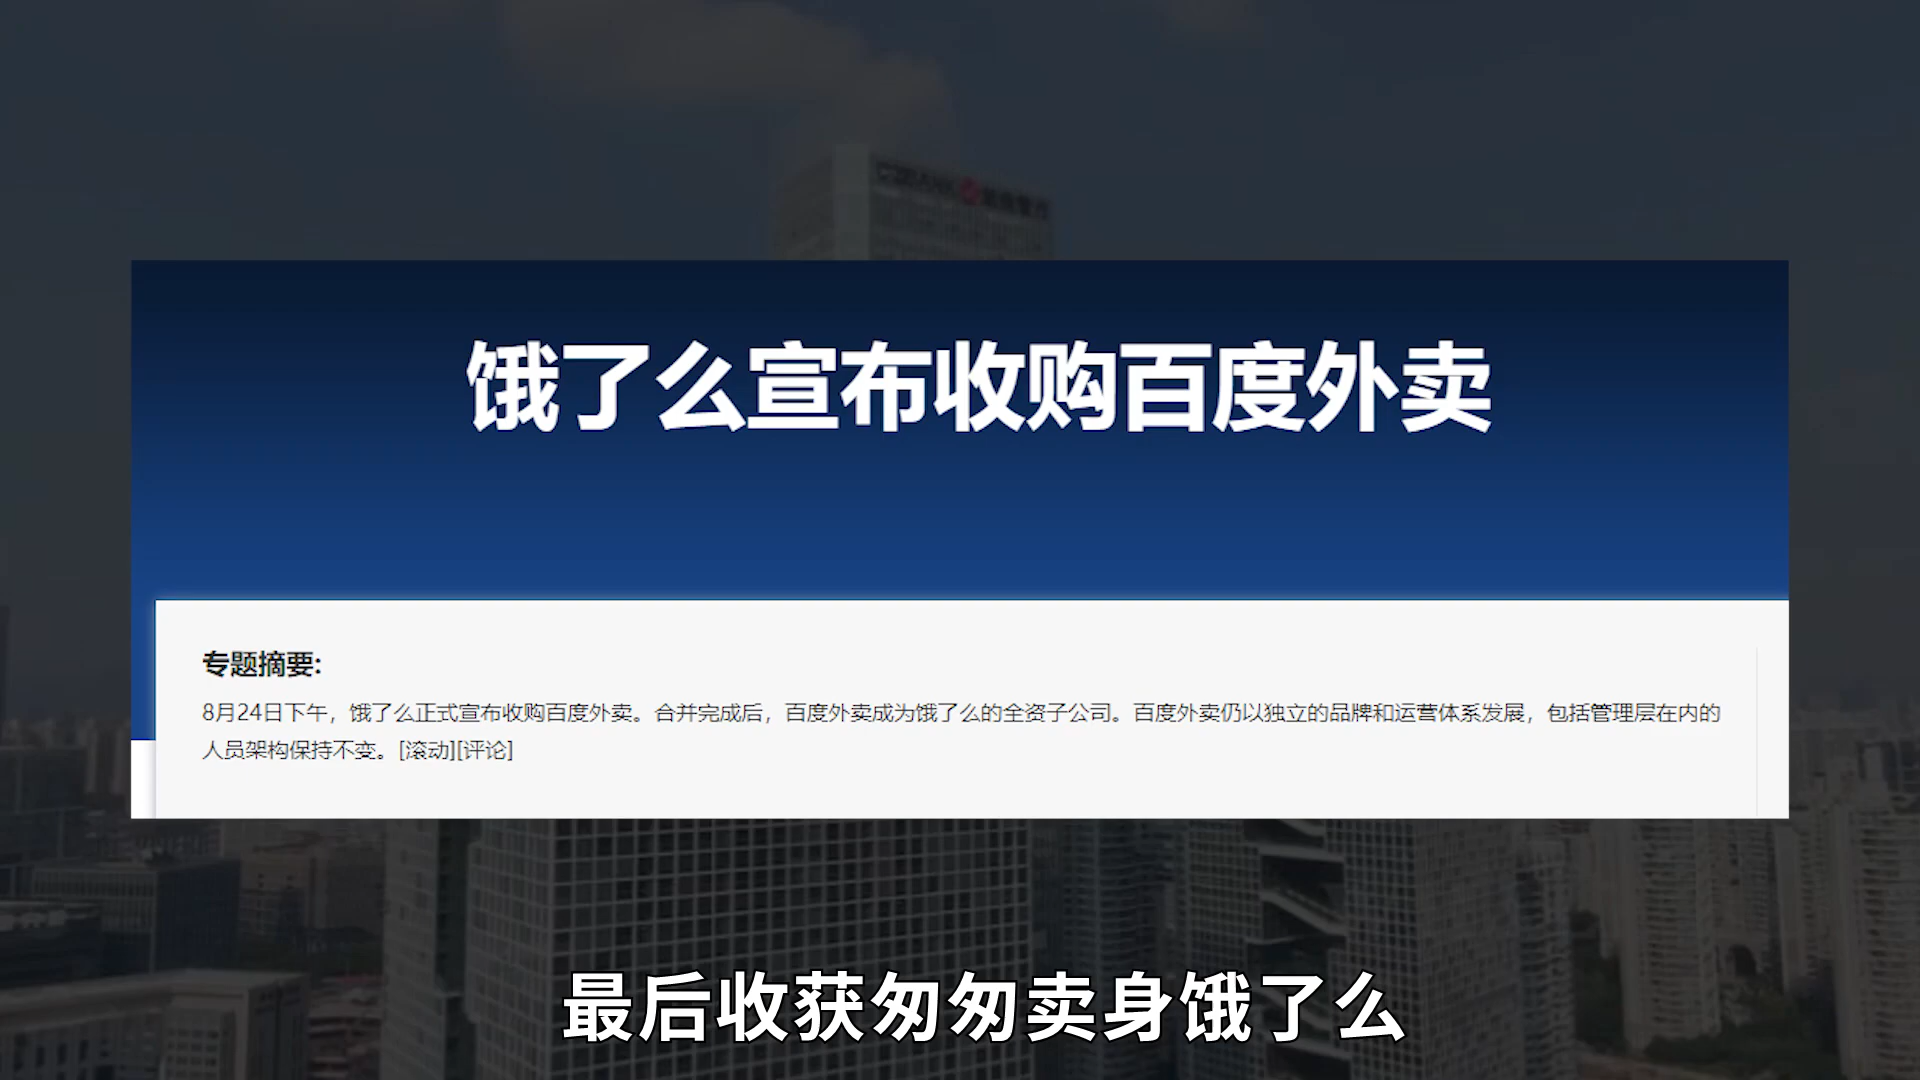 饿了么宣布收购百度外卖
专题摘要:
8月24日下午，饿了么正式宣布收购百度外卖。合并完成后，百度外卖成为饿了么的全资子公司。百度外卖仍以独立的品牌和运营体系发展，包括管理层在内的
人员架构保持不变。[滚动][评论]
最后收获匆匆卖身饿了么